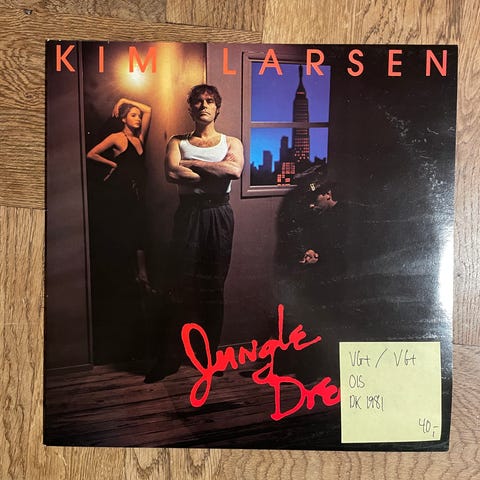 KIM LARSEN
Jungle
Dre
VG+ / VG+
OIS
DK 1981
40,-